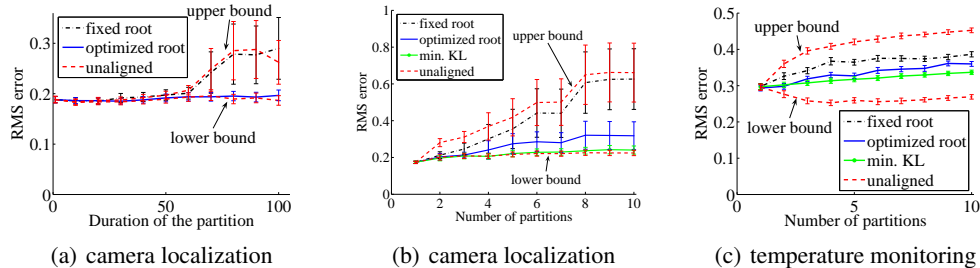 RMS error
0.3
0.2
0.1
0
0
50
100
Duration of the partition
fixed root
optimized root
unaligned
upper bound
lower bound
(a) camera localization
RMS error
1
0.8
0.6
0.4
0.2
0
2
4
6
8
10
Number of partitions
fixed root
optimized root
min. KL
unaligned
upper bound
lower bound
(b) camera localization
RMS error
0.5
0.4
0.3
0.2
0.1
0
5
10
Number of partitions
upper bound
lower bound
fixed root
optimized root
min. KL
unaligned
(c) temperature monitoring